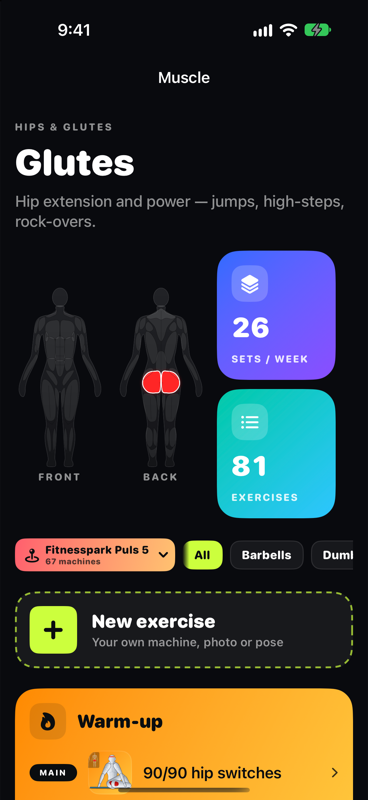 9:41
Muscle
HIPS & GLUTES
Glutes
Hip extension and power — jumps, high-steps,
rock-overs.
26
SETS / WEEK
81
EXERCISES
FRONT
BACK
Fitnesspark Puls 5
67 machines
All
Barbells
Dumb
New exercise
Your own machine, photo or pose
Warm-up
MAIN
90/90 hip switches